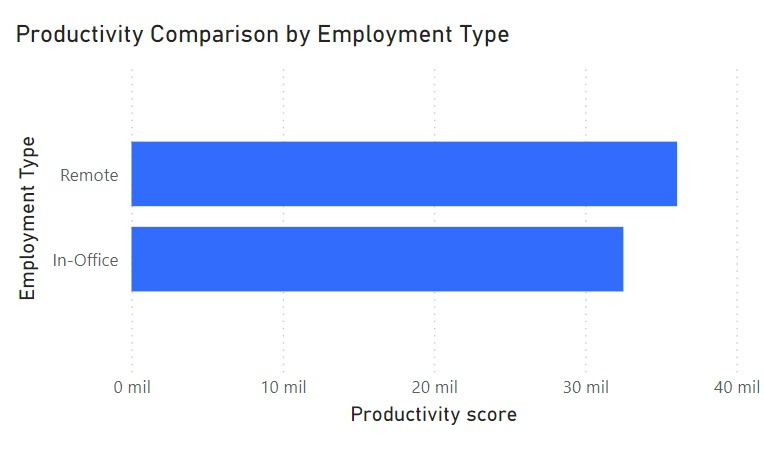 Productivity Comparison by Employment Type
Employment Type
Remote
In-Office
0 mil
10 mil
20 mil
30 mil
40 mil
Productivity score